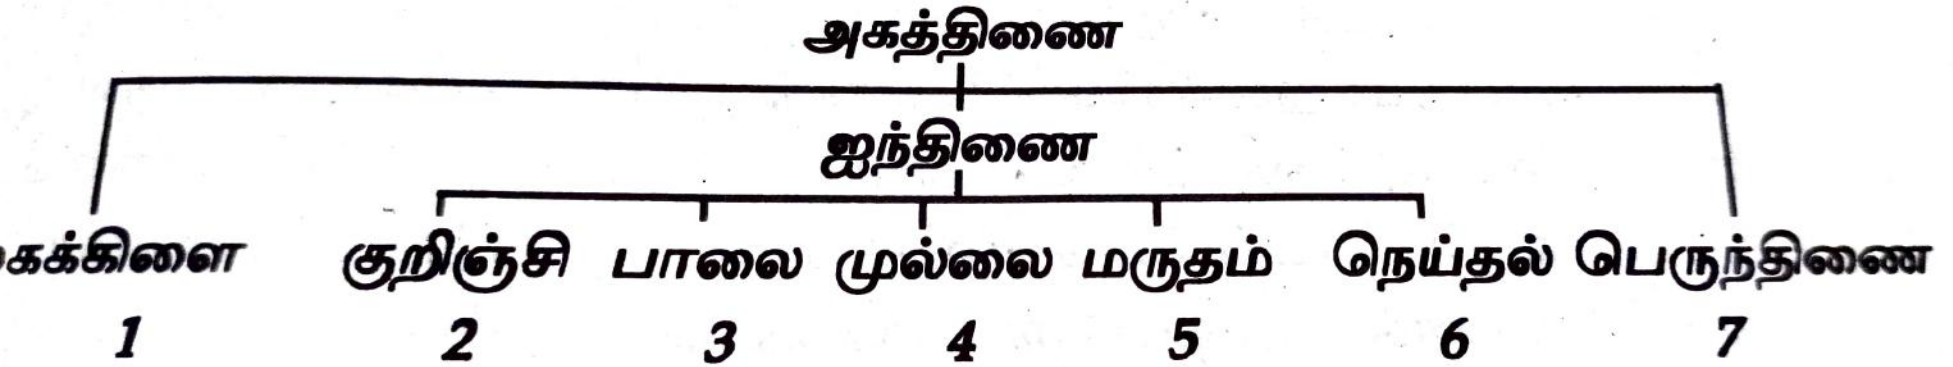 அகத்திணை
ஐந்திணை
கைக்கிளை குறிஞ்சி பாலை முல்லை மருதம் நெய்தல் பெருந்திணை
1 2 3 4 5 6 7